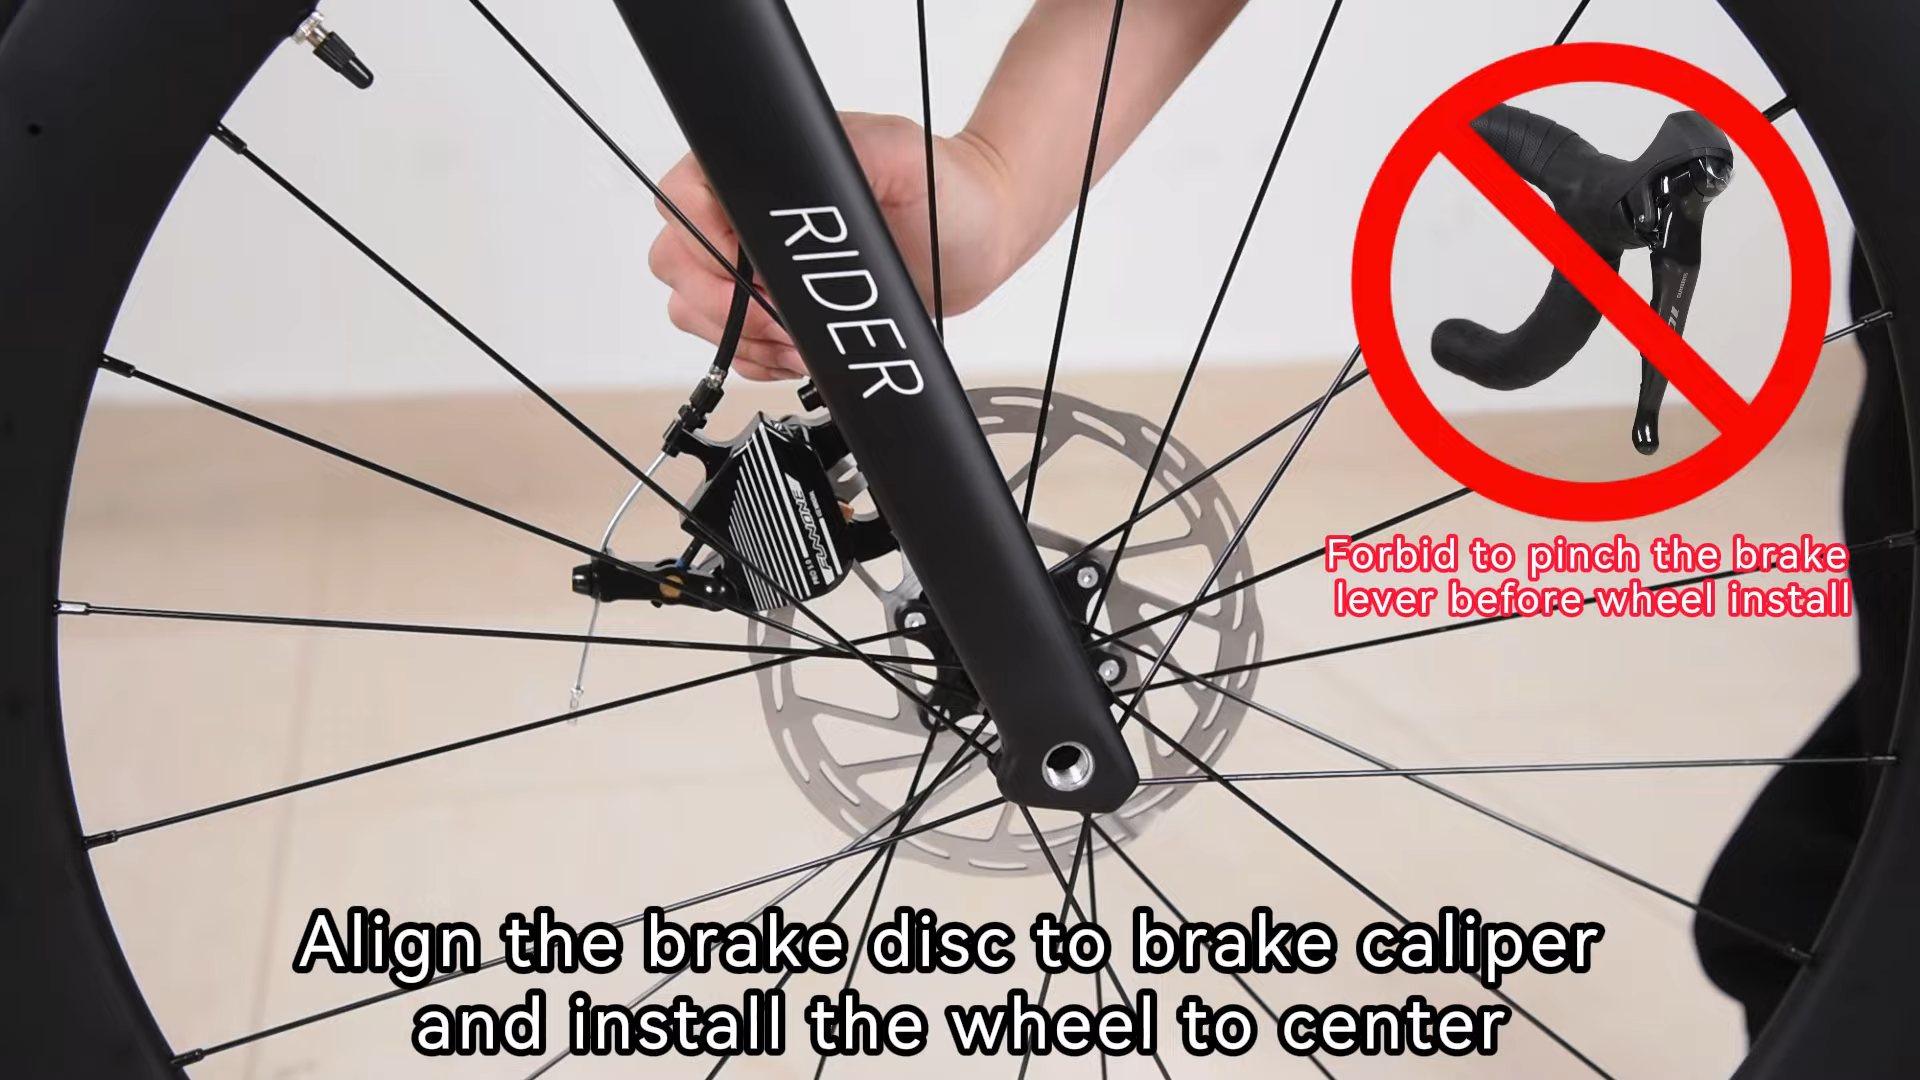 RIDER
Forbid to pinch the brake
lever before wheel install
Align the brake disc to brake caliper
and install the wheel to center